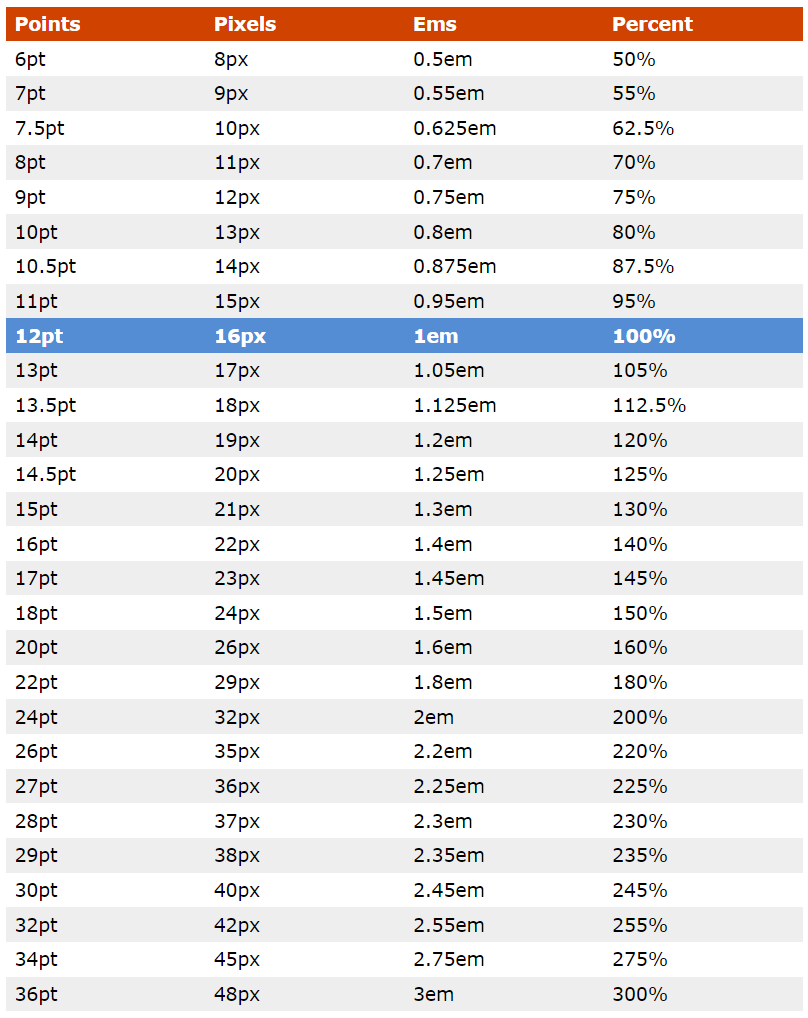 Points Pixels Ems Percent
6pt 8px 0.5em 50%
7pt 9px 0.55em 55%
7.5pt 10px 0.625em 62.5%
8pt 11px 0.7em 70%
9pt 12px 0.75em 75%
10pt 13px 0.8em 80%
10.5pt 14px 0.875em 87.5%
11pt 15px 0.95em 95%
12pt 16px 1em 100%
13pt 17px 1.05em 105%
13.5pt 18px 1.125em 112.5%
14pt 19px 1.2em 120%
14.5pt 20px 1.25em 125%
15pt 21px 1.3em 130%
16pt 22px 1.4em 140%
17pt 23px 1.45em 145%
18pt 24px 1.5em 150%
20pt 26px 1.6em 160%
22pt 29px 1.8em 180%
24pt 32px 2em 200%
26pt 35px 2.2em 220%
27pt 36px 2.25em 225%
28pt 37px 2.3em 230%
29pt 38px 2.35em 235%
30pt 40px 2.45em 245%
32pt 42px 2.55em 255%
34pt 45px 2.75em 275%
36pt 48px 3em 300%